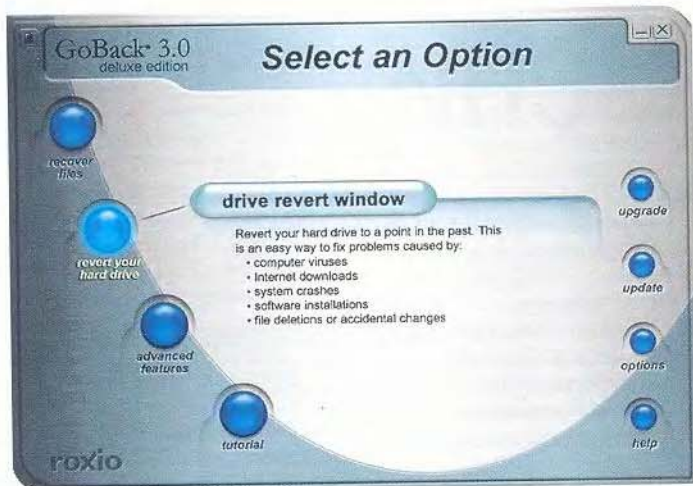 GoBack 3.0
deluxe edition
Select an Option
recover
files
drive revert window
Revert your hard drive to a point in the past. This
is an easy way to fix problems caused by:
• computer viruses
• Internet downloads
• system crashes
• software installations
• file deletions or accidental changes
revert your
hard drive
advanced
features
tutorial
upgrade
update
options
help
roxio